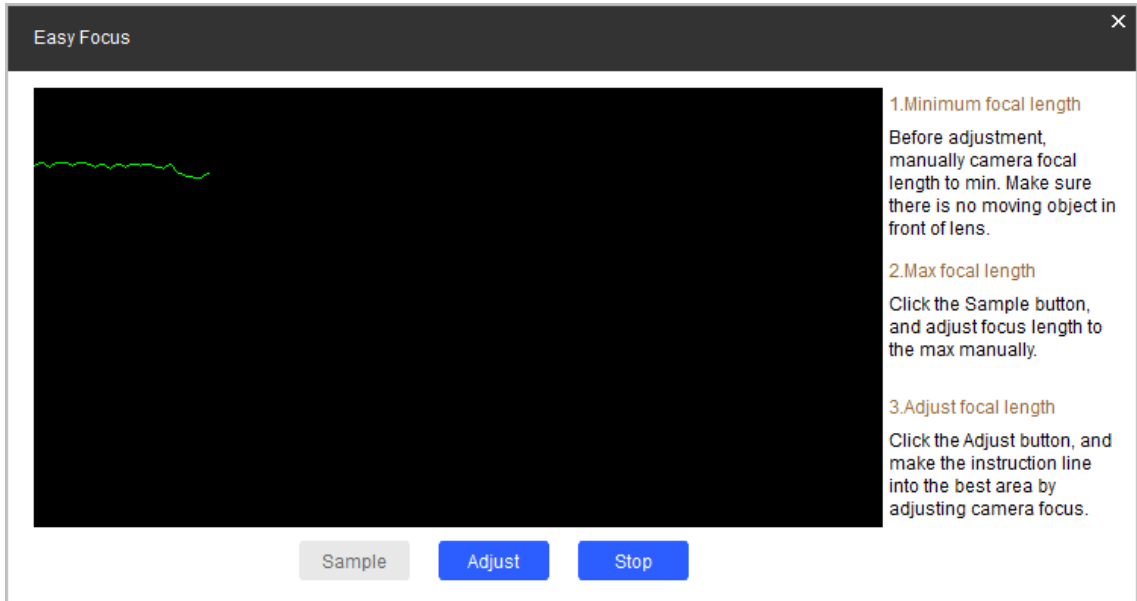 Easy Focus
1.Minimum focal length
Before adjustment,
manually camera focal
length to min. Make sure
there is no moving object in
front of lens.
2.Max focal length
Click the Sample button,
and adjust focus length to
the max manually.
3.Adjust focal length
Click the Adjust button, and
make the instruction line
into the best area by
adjusting camera focus.
Sample Adjust Stop